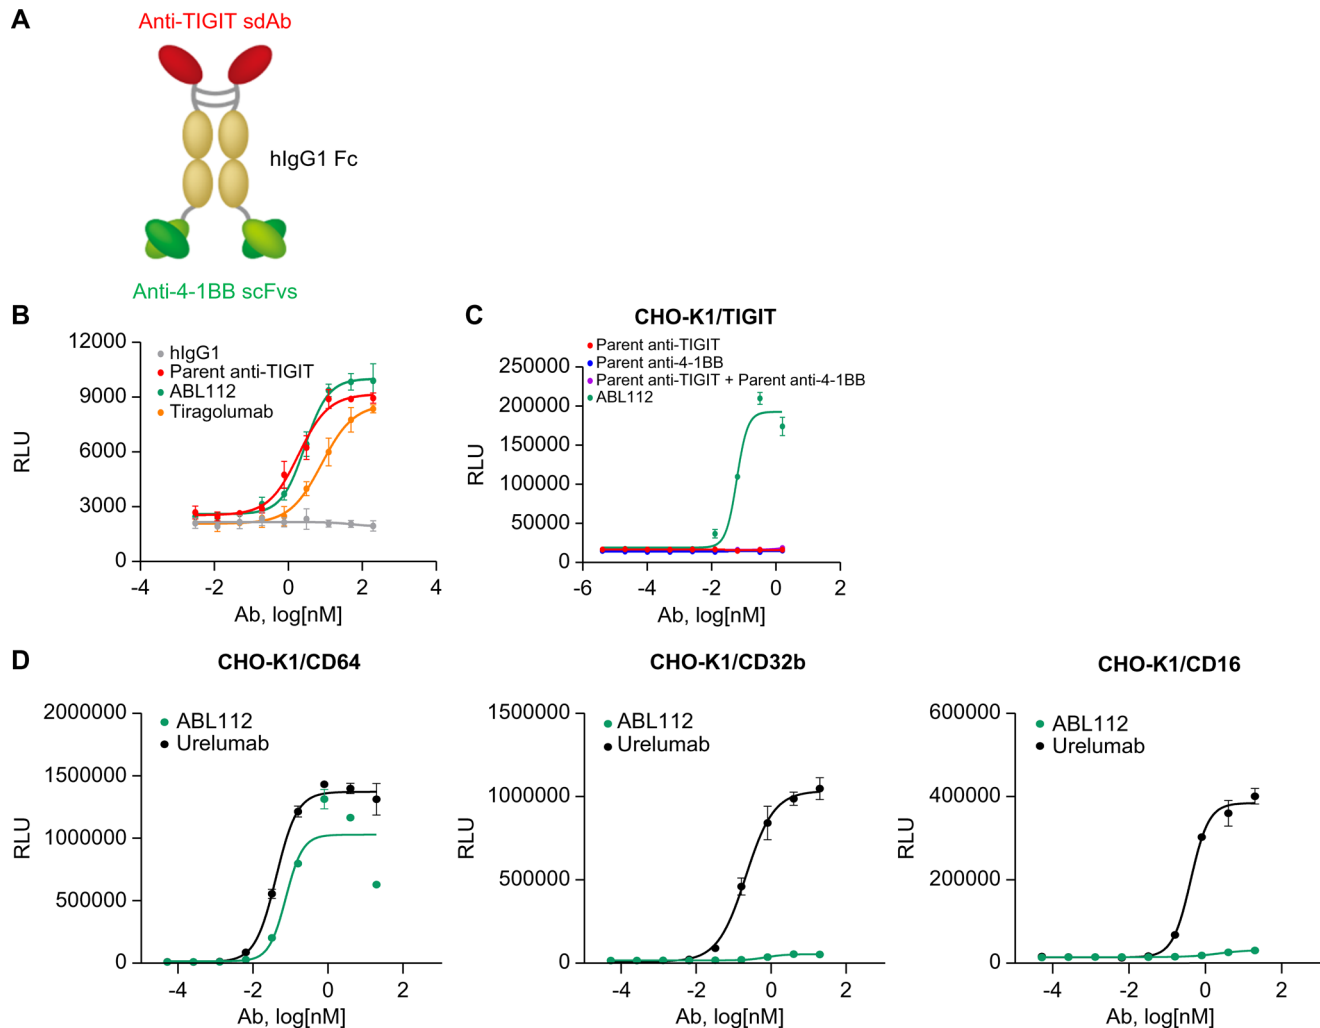 A
Anti-TIGIT sdAb
hIgG1 Fc
Anti-4-1BB scFvs
B
12000
9000
6000
3000
0
RLU
hIgG1
Parent anti-TIGIT
ABL112
Tiragolumab
-4
-2
0
2
4
Ab, log[nM]
C
CHO-K1/TIGIT
Parent anti-TIGIT
Parent anti-4-1BB
Parent anti-TIGIT + Parent anti-4-1BB
ABL112
250000
200000
150000
100000
50000
0
RLU
-6
-4
-2
0
2
Ab, log[nM]
D
CHO-K1/CD64
2000000
1500000
1000000
500000
0
RLU
ABL112
Urelumab
-4
-2
0
2
Ab, log[nM]
CHO-K1/CD32b
1500000
1000000
500000
0
RLU
ABL112
Urelumab
-4
-2
0
2
Ab, log[nM]
CHO-K1/CD16
600000
400000
200000
0
RLU
ABL112
Urelumab
-4
-2
0
2
Ab, log[nM]